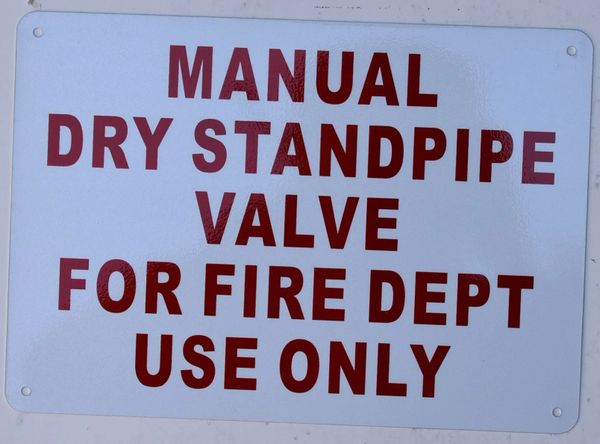 MANUAL
DRY STANDPIPE
VALVE
FOR FIRE DEPT
USE ONLY